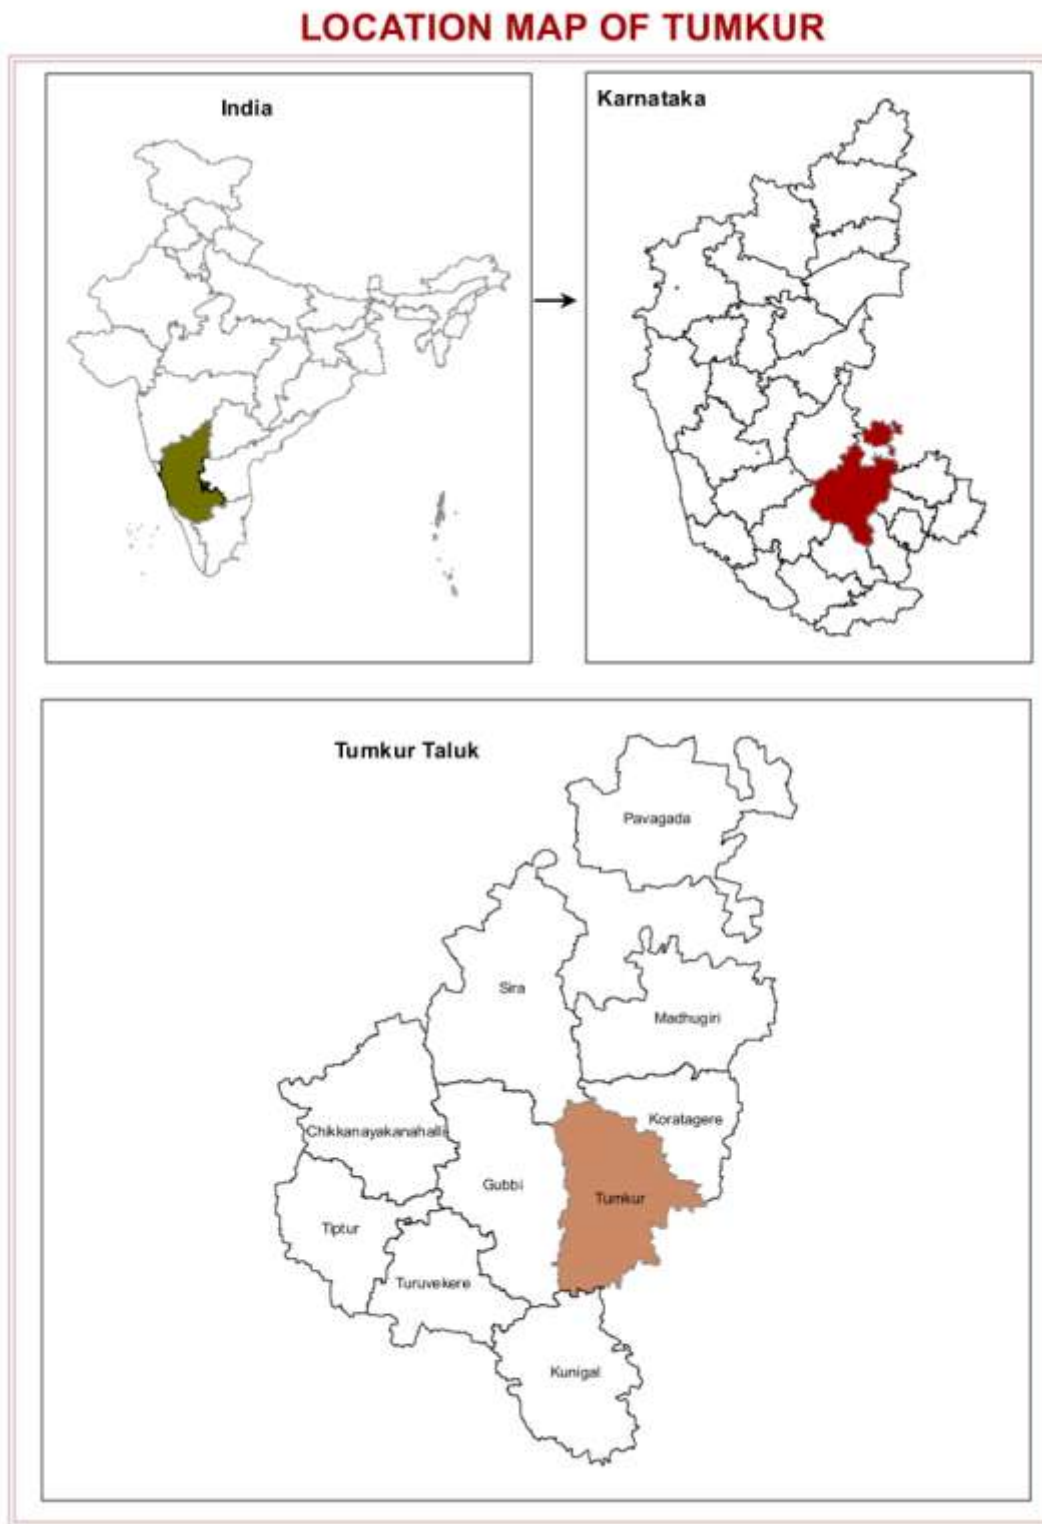 LOCATION MAP OF TUMKUR
India
Karnataka
Tumkur Taluk
Pavagada
Sira
Madhugiri
Koratagere
Chikkanayakanahalli
Gubbi
Tumkur
Tiptur
Turuvekere
Kunigal